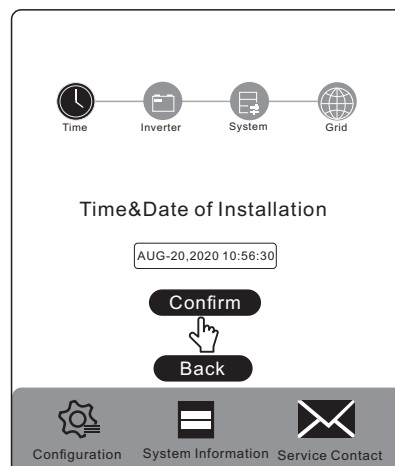 Time Inverter System Grid
Time&Date of Installation
AUG-20,2020 10:56:30
Confirm
Back
Configuration System Information Service Contact